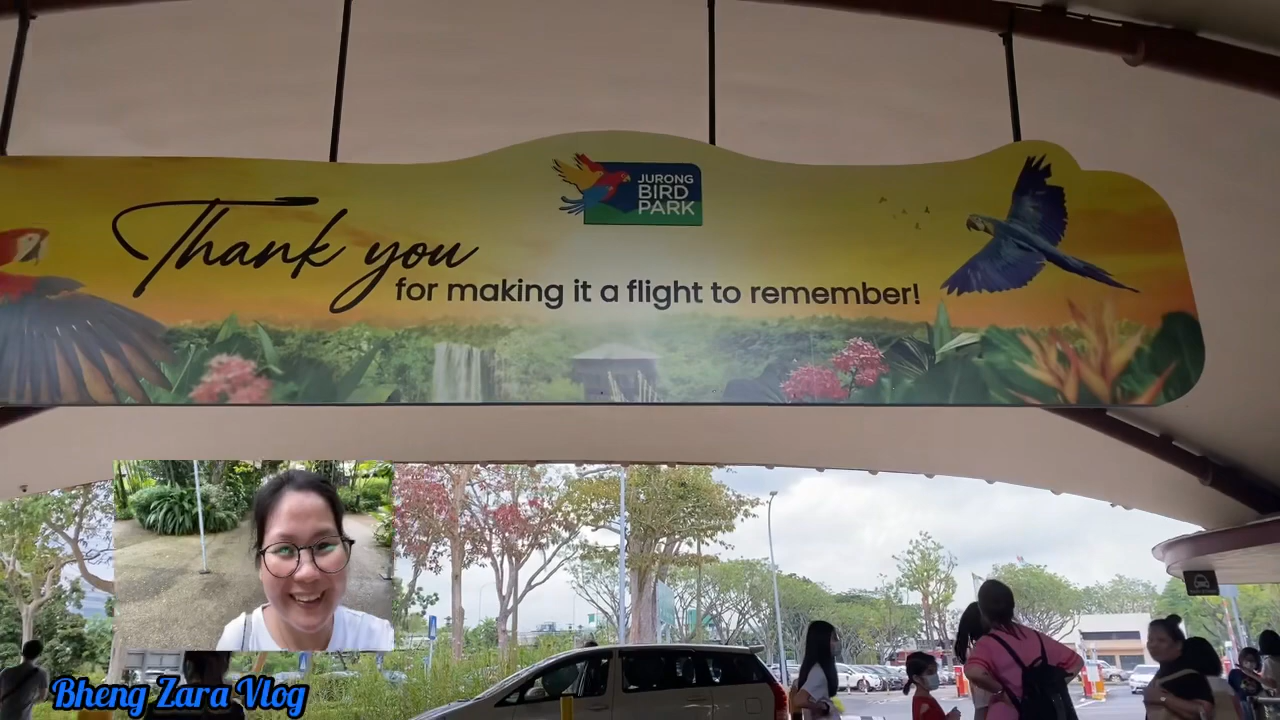 JURONG
BIRD
PARK
Thank you
for making it a flight to remember!
Bheng Zara Vlog